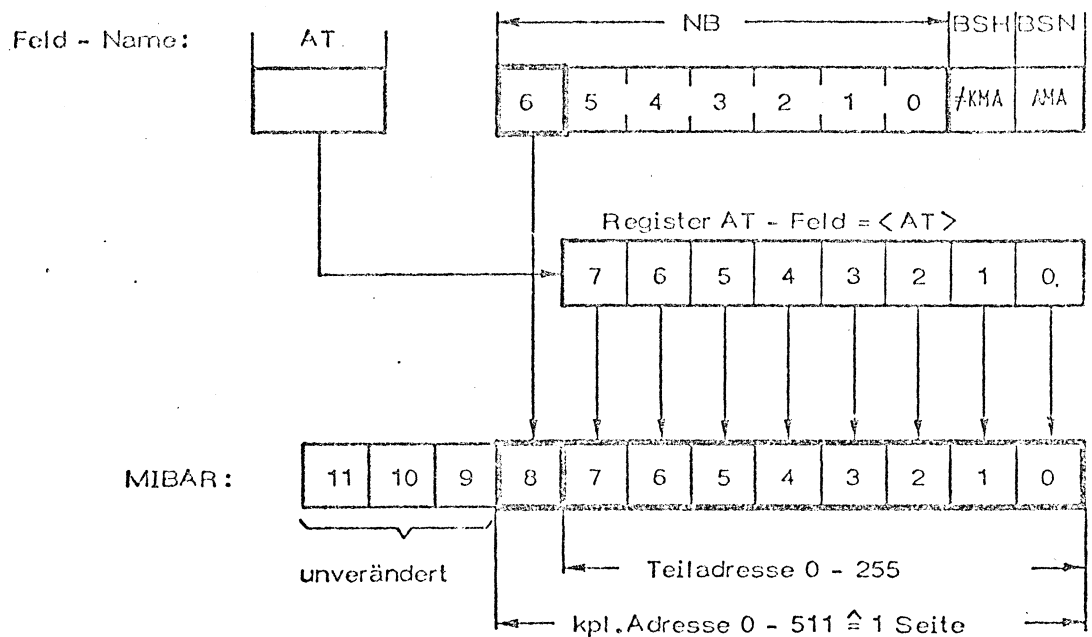 Feld - Name: AT NB BSH BSN
6 5 4 3 2 1 0 ≠KMA AMA
Register AT - Feld = <AT>
7 6 5 4 3 2 1 0.
MIBAR: 11 10 9 8 7 6 5 4 3 2 1 0
unverändert
Teiladresse 0 - 255
kpl. Adresse 0 - 511 ≙ 1 Seite